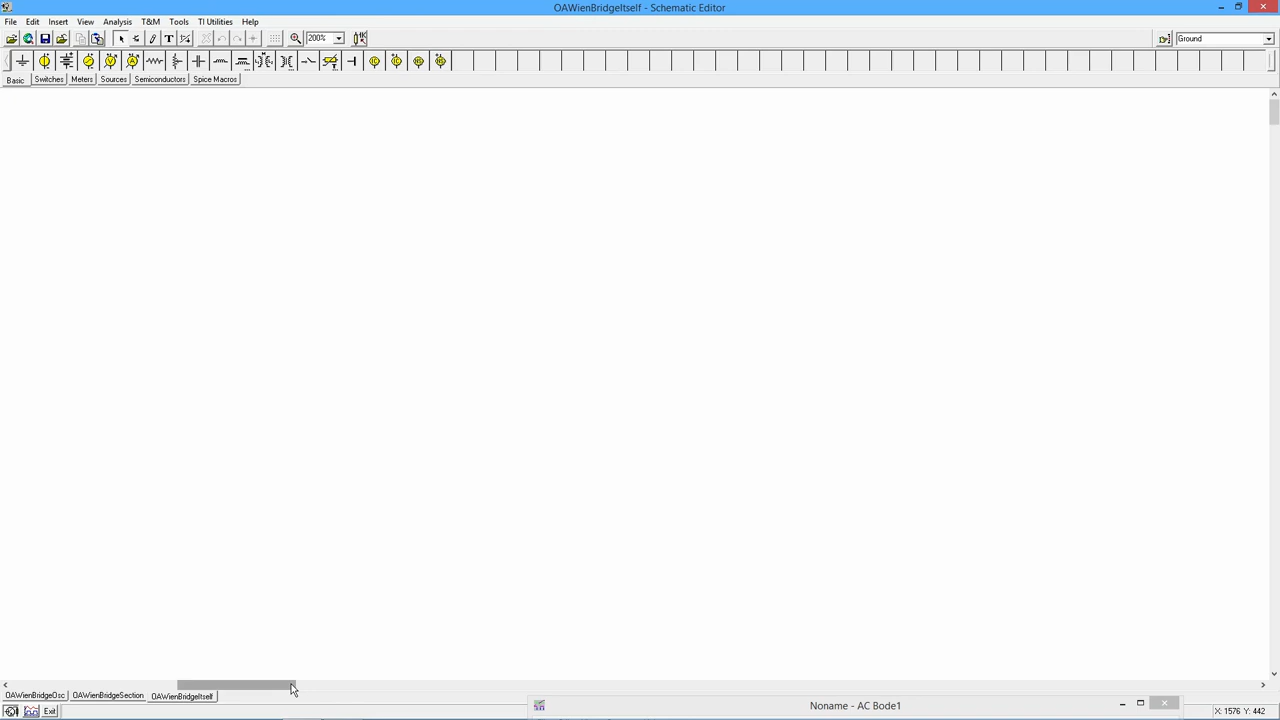 OAWienBridgeItself - Schematic Editor
File Edit Insert View Analysis T&M Tools TI Utilities Help
200% Ground
Basic Switches Meters Sources Semiconductors Spice Macros
OAWienBridgeOsc OAWienBridgeSection OAWienBridgeItself
Noname - AC Bode1
Exit X: 1576 Y: 442